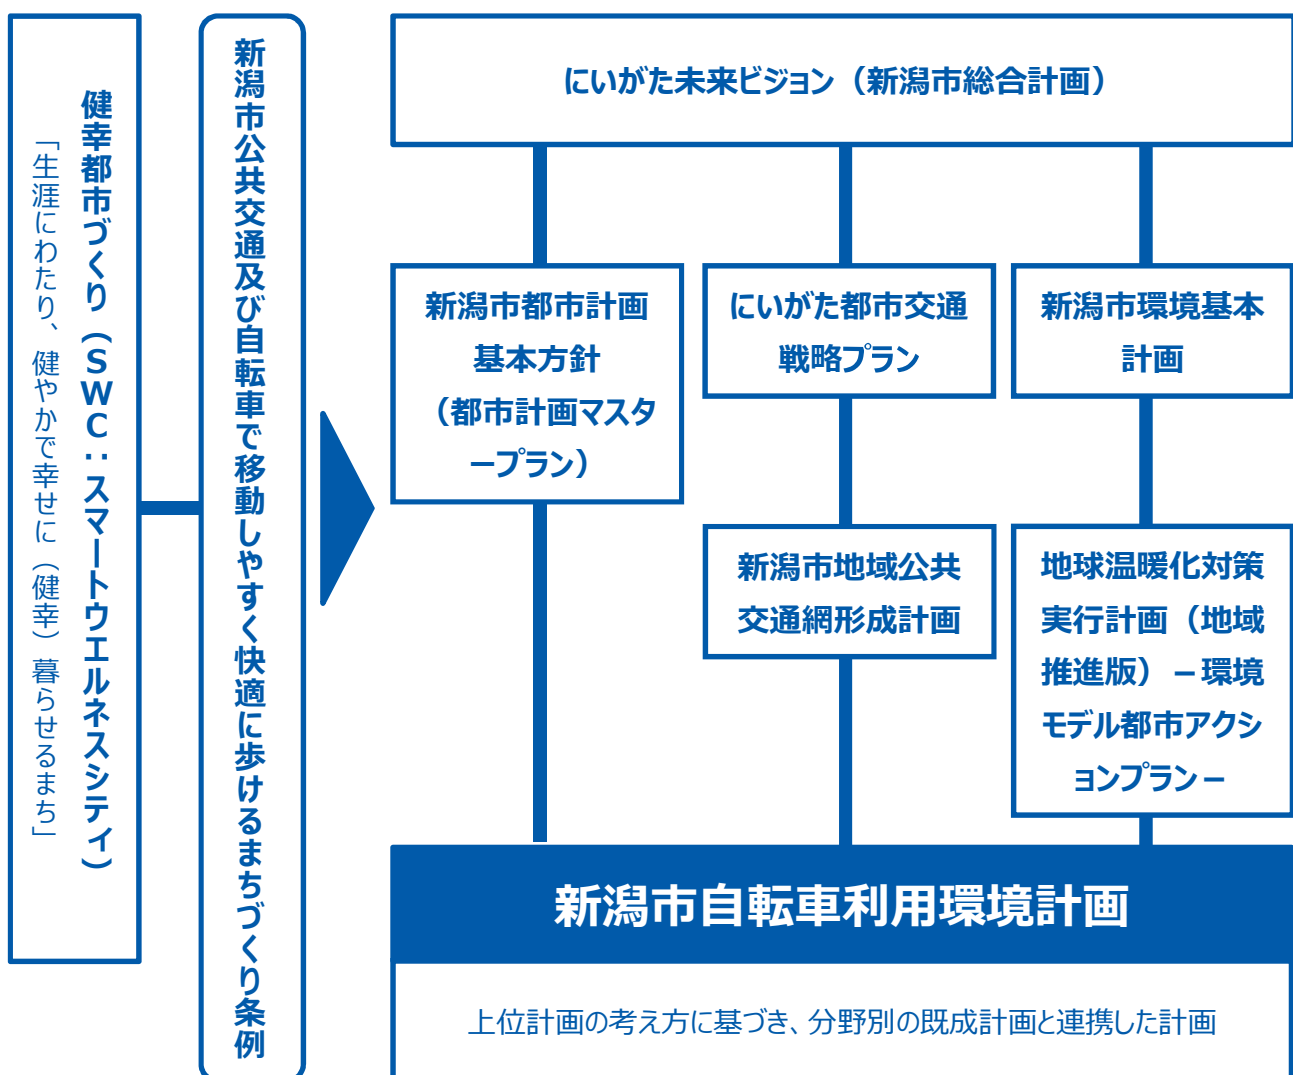 健幸都市づくり（ＳＷＣ：スマートウエルネスシティ）
「生涯にわたり、健やかで幸せに（健幸）暮らせるまち」
新潟市公共交通及び自転車で移動しやすく快適に歩けるまちづくり条例
にいがた未来ビジョン（新潟市総合計画）
新潟市都市計画
基本方針
（都市計画マスタ
ープラン）
にいがた都市交通
戦略プラン
新潟市環境基本
計画
新潟市地域公共
交通網形成計画
地球温暖化対策
実行計画（地域
推進版）－環境
モデル都市アクシ
ョンプラン－
新潟市自転車利用環境計画
上位計画の考え方に基づき、分野別の既成計画と連携した計画